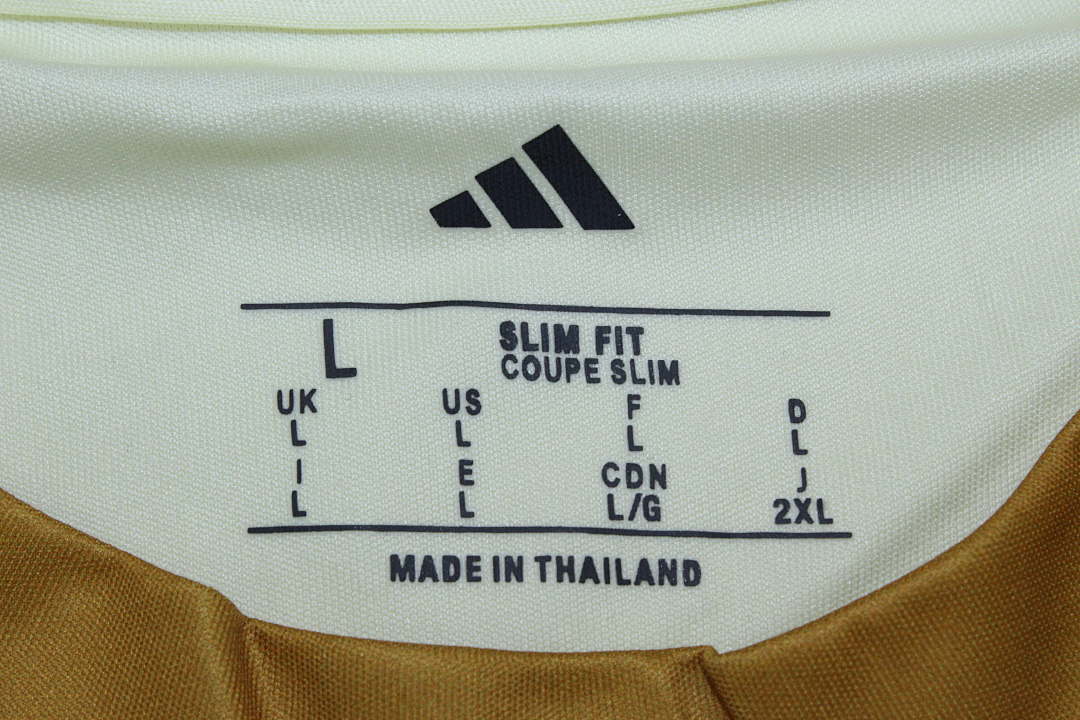 L
SLIM FIT
COUPE SLIM
UK US F D
L L L L
I E CDN J
L L L/G 2XL
MADE IN THAILAND